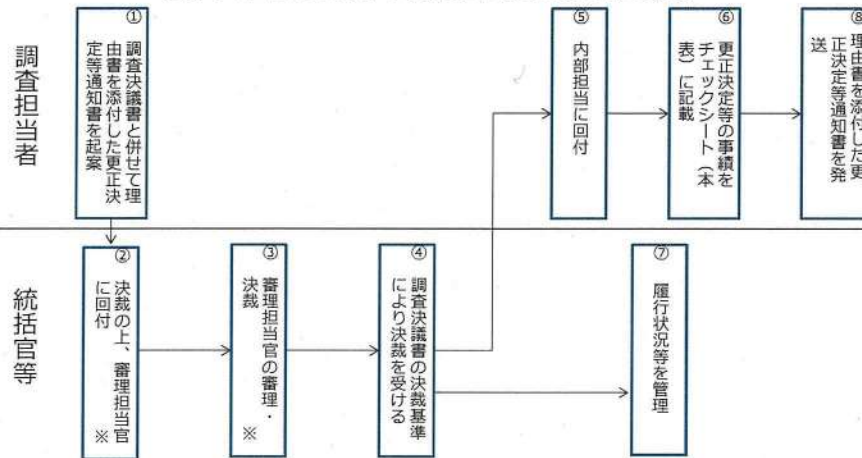 調査担当者
①
調査決議書と併せて理
由書を添付した更正決
定等通知書を起案
⑤
内部担当に回付
⑥
更正決定等の事績を
チェックシート（本
表）に記載
⑧
理由書を添付した更
正決定等通知書を発
送
統括官等
②
決裁の上、審理担当官
に回付
※
③
審理担当官の審理・
決裁
※
④
調査決議書の決裁基準
により決裁を受ける
⑦
履行状況等を管理